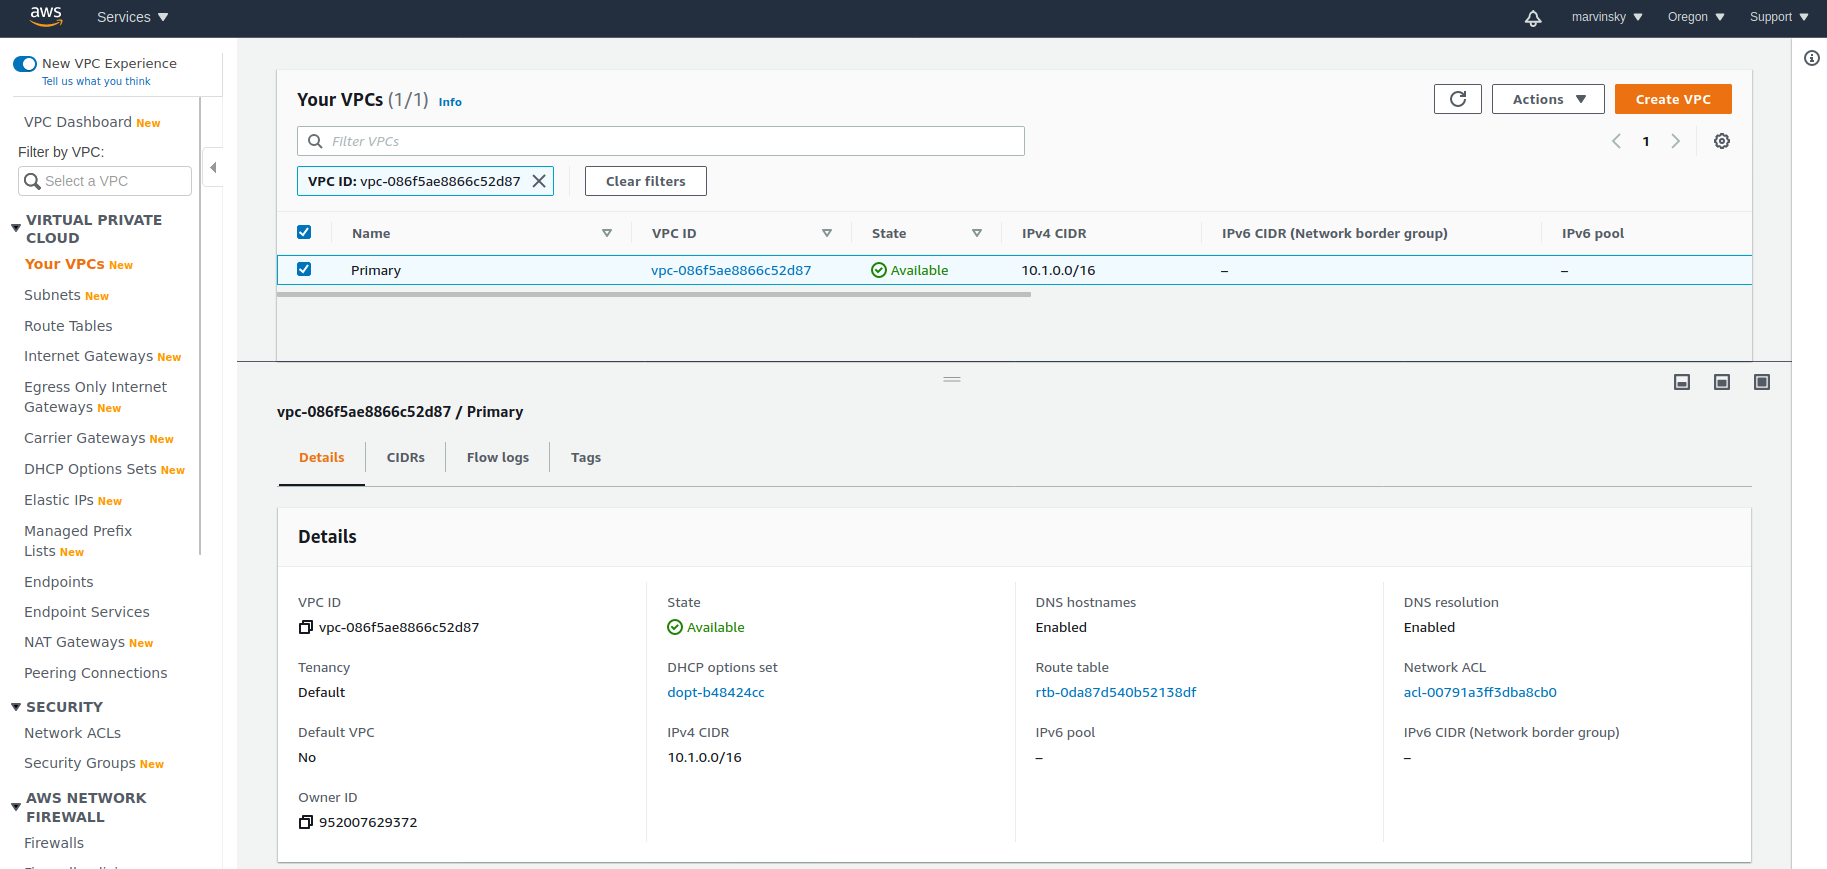 aws
Services
marvinsky
Oregon
Support
New VPC Experience
Tell us what you think
VPC Dashboard New
Filter by VPC:
Select a VPC
VIRTUAL PRIVATE
CLOUD
Your VPCs New
Subnets New
Route Tables
Internet Gateways New
Egress Only Internet
Gateways New
Carrier Gateways New
DHCP Options Sets New
Elastic IPs New
Managed Prefix
Lists New
Endpoints
Endpoint Services
NAT Gateways New
Peering Connections
SECURITY
Network ACLs
Security Groups New
AWS NETWORK
FIREWALL
Firewalls
Your VPCs (1/1) Info
Actions
Create VPC
Filter VPCs
1
VPC ID: vpc-086f5ae8866c52d87
Clear filters
Name VPC ID State IPv4 CIDR IPv6 CIDR (Network border group) IPv6 pool
Primary vpc-086f5ae8866c52d87 Available 10.1.0.0/16 – –
vpc-086f5ae8866c52d87 / Primary
Details CIDRs Flow logs Tags
Details
VPC ID
vpc-086f5ae8866c52d87
State
Available
DNS hostnames
Enabled
DNS resolution
Enabled
Tenancy
Default
DHCP options set
dopt-b48424cc
Route table
rtb-0da87d540b52138df
Network ACL
acl-00791a3ff3dba8cb0
Default VPC
No
IPv4 CIDR
10.1.0.0/16
IPv6 pool
–
IPv6 CIDR (Network border group)
–
Owner ID
952007629372